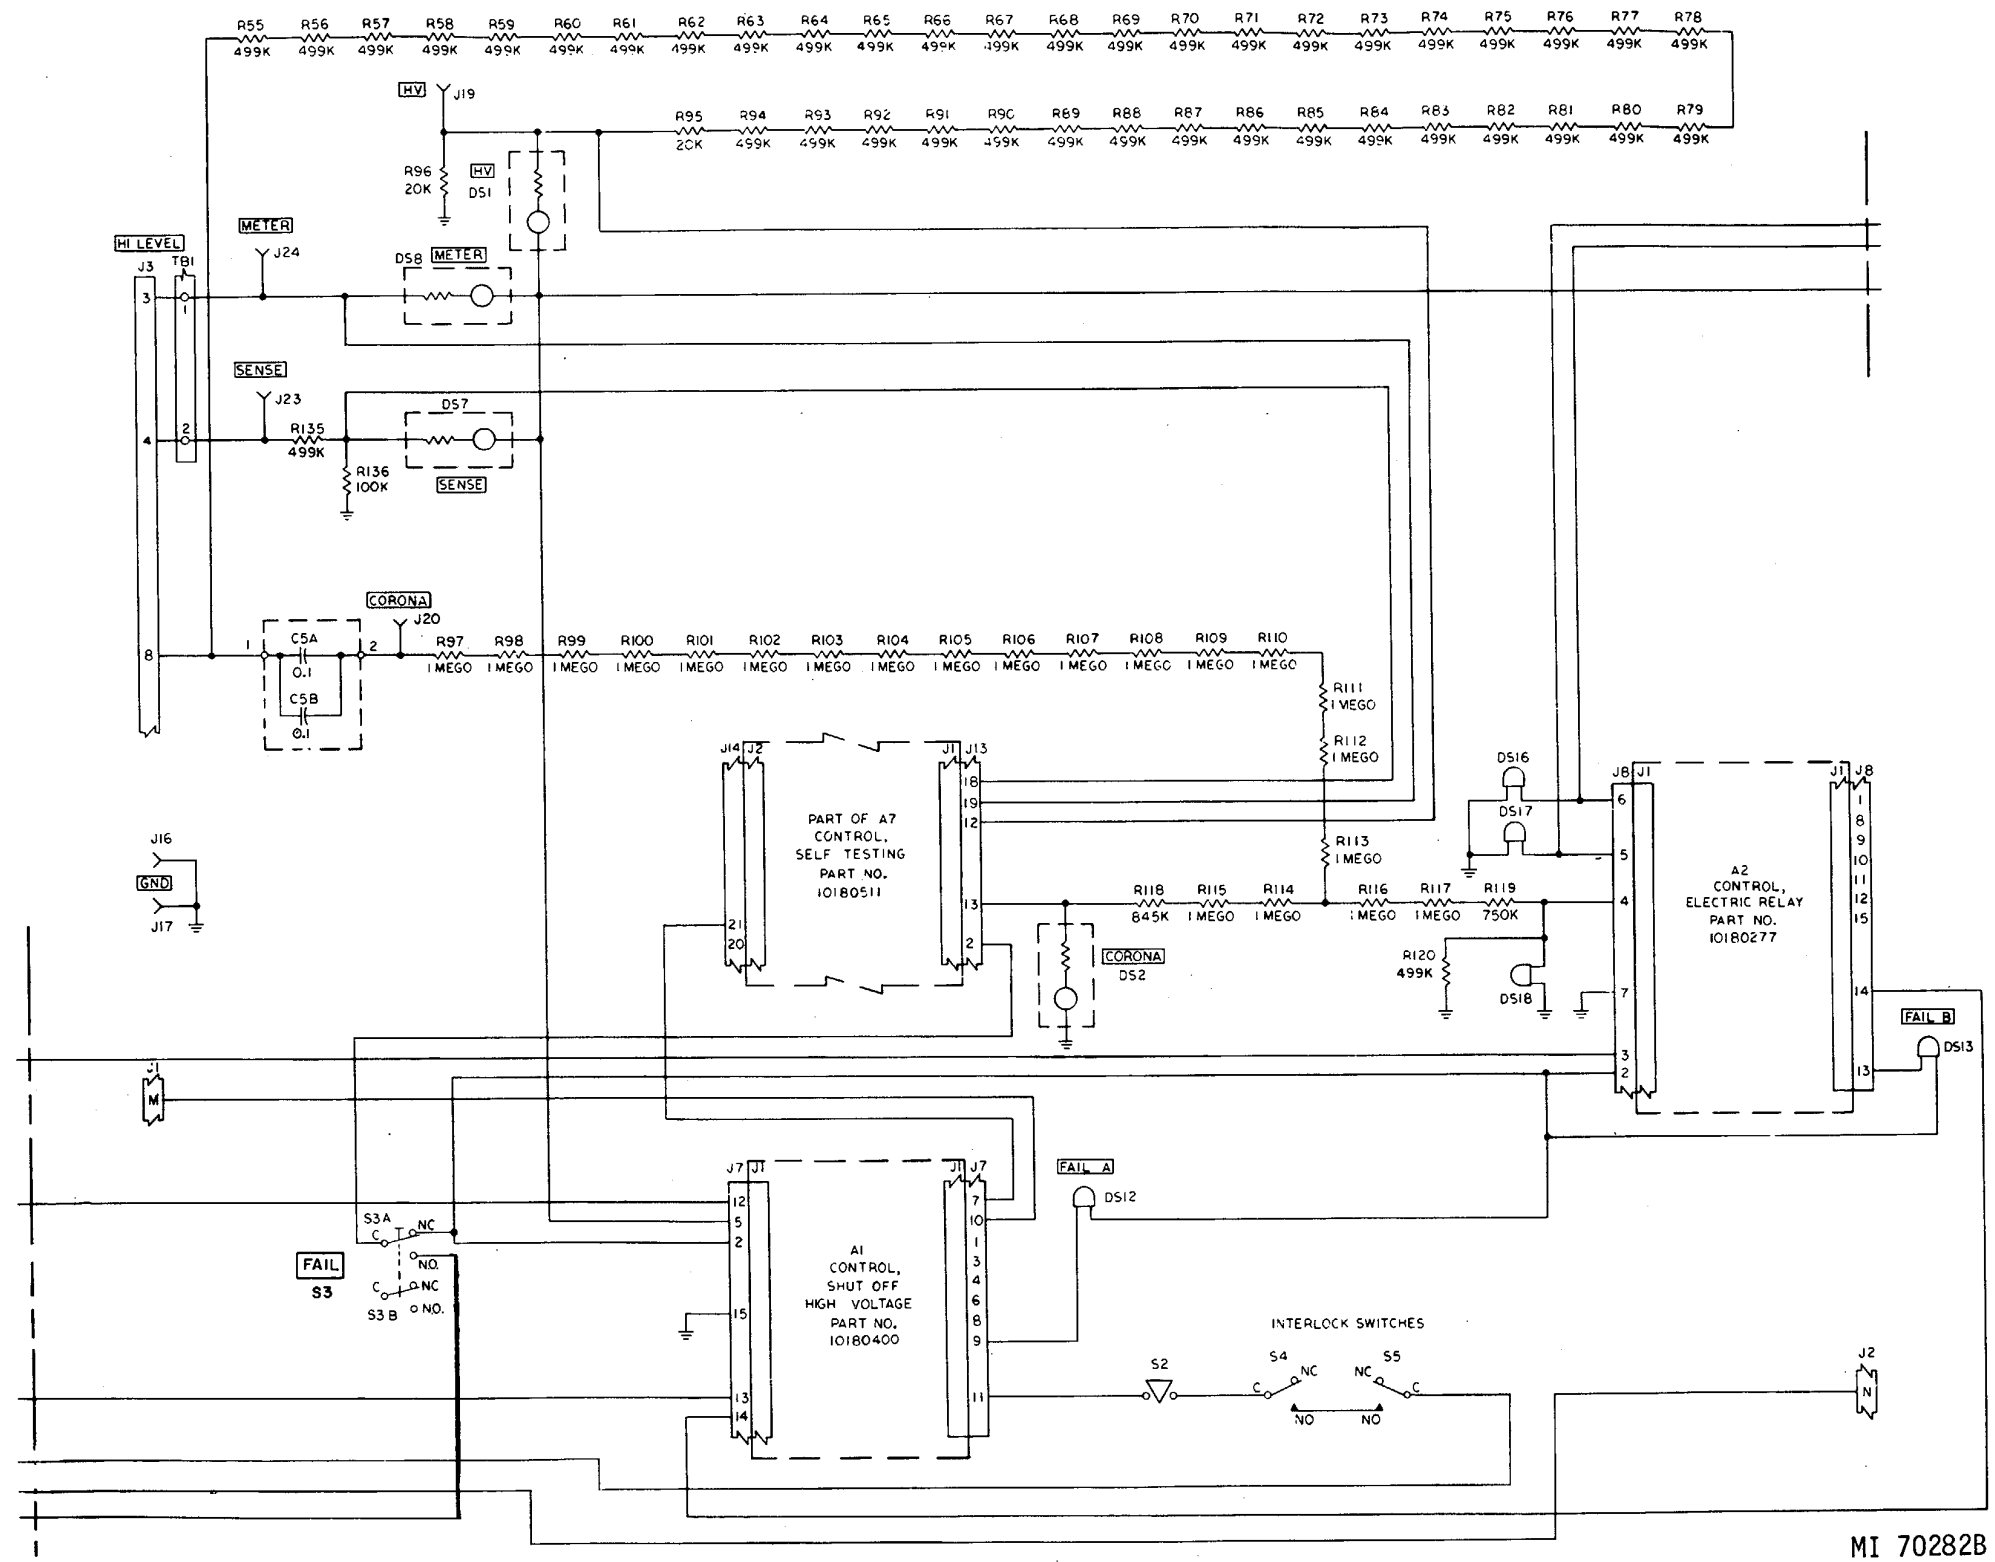 R55 R56 R57 R58 R59 R60 R61 R62 R63 R64 R65 R66 R67 R68 R69 R70 R71 R72 R73 R74 R75 R76 R77 R78
499K 499K 499K 499K 499K 499K 499K 499K 499K 499K 499K 499K 499K 499K 499K 499K 499K 499K 499K 499K 499K 499K 499K 499K
HV J19
R95 R94 R93 R92 R91 R90 R89 R88 R87 R86 R85 R84 R83 R82 R81 R80 R79
20K 499K 499K 499K 499K 499K 499K 499K 499K 499K 499K 499K 499K 499K 499K 499K 499K
R96
20K
HV
DS1
METER
J24
HI LEVEL
J3 TB1
DS8 METER
3
1
SENSE
J23
DS7
4 2
R135
499K
R136
100K
SENSE
CORONA
J20
8 1
C5A
0.1
2
C5B
0.1
R97 R98 R99 R100 R101 R102 R103 R104 R105 R106 R107 R108 R109 R110
1 MEGO 1 MEGO 1 MEGO 1 MEGO 1 MEGO 1 MEGO 1 MEGO 1 MEGO 1 MEGO 1 MEGO 1 MEGO 1 MEGO 1 MEGO 1 MEGO
R111
1 MEGO
R112
1 MEGO
J14 J2 J1 J13
18
19
12
PART OF A7
CONTROL,
SELF TESTING
PART NO.
10180511
13
2
21
20
R113
1 MEGO
R118 R115 R114 R116 R117 R119
845K 1 MEGO 1 MEGO 1 MEGO 1 MEGO 750K
CORONA
DS2
R120
499K
DS18
DS16
DS17
J8 J1 J1 J8
6
5
4
7
3
2
A2
CONTROL,
ELECTRIC RELAY
PART NO.
10180277
1
8
9
10
11
12
15
14
13
FAIL B
DS13
J16
GND
J17
J1
M
J7 J1 J1 J7
12
5
2
15
13
14
A1
CONTROL,
SHUT OFF
HIGH VOLTAGE
PART NO.
10180400
7
10
1
3
4
6
8
9
11
FAIL A
DS12
S3A
C NC
NO.
FAIL
S3
C NC
S3B NO.
INTERLOCK SWITCHES
S2 S4 NC NC S5
C C
NO NO
J2
N
MI 70282B